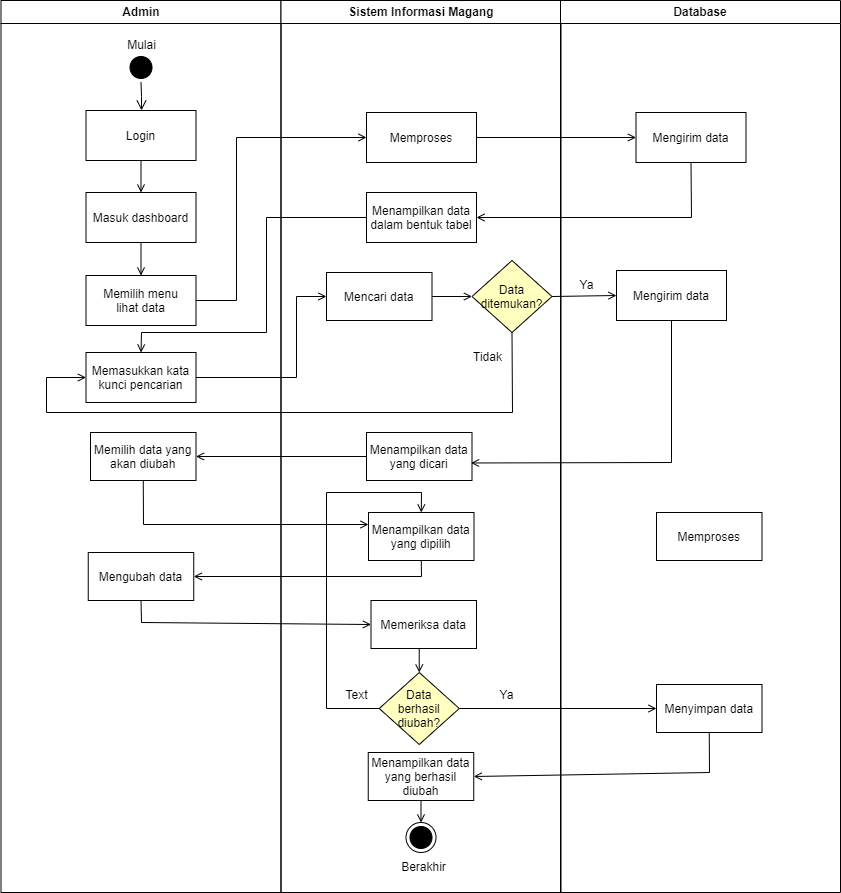 Admin
Sistem Informasi Magang
Database
Mulai
Login
Memproses
Mengirim data
Masuk dashboard
Menampilkan data
dalam bentuk tabel
Memilih menu
lihat data
Mencari data
Data
ditemukan?
Ya
Mengirim data
Tidak
Memasukkan kata
kunci pencarian
Memilih data yang
akan diubah
Menampilkan data
yang dicari
Menampilkan data
yang dipilih
Memproses
Mengubah data
Memeriksa data
Text
Data
berhasil
diubah?
Ya
Menyimpan data
Menampilkan data
yang berhasil
diubah
Berakhir